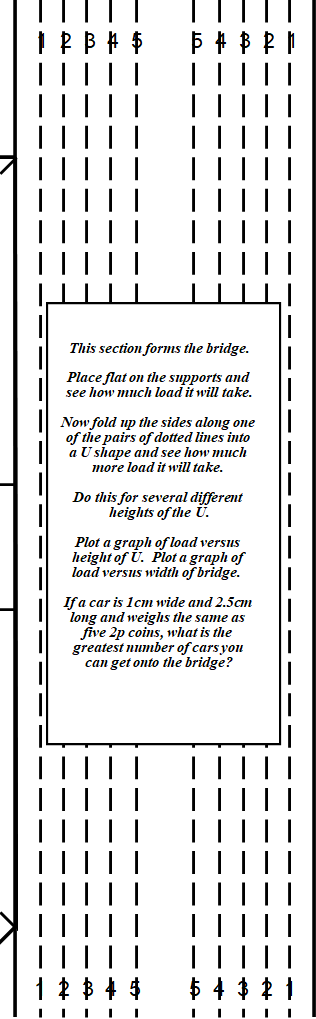 1 2 3 4 5 5 4 3 2 1
This section forms the bridge.
Place flat on the supports and
see how much load it will take.
Now fold up the sides along one
of the pairs of dotted lines into
a U shape and see how much
more load it will take.
Do this for several different
heights of the U.
Plot a graph of load versus
height of U. Plot a graph of
load versus width of bridge.
If a car is 1cm wide and 2.5cm
long and weighs the same as
five 2p coins, what is the
greatest number of cars you
can get onto the bridge?
1 2 3 4 5 5 4 3 2 1